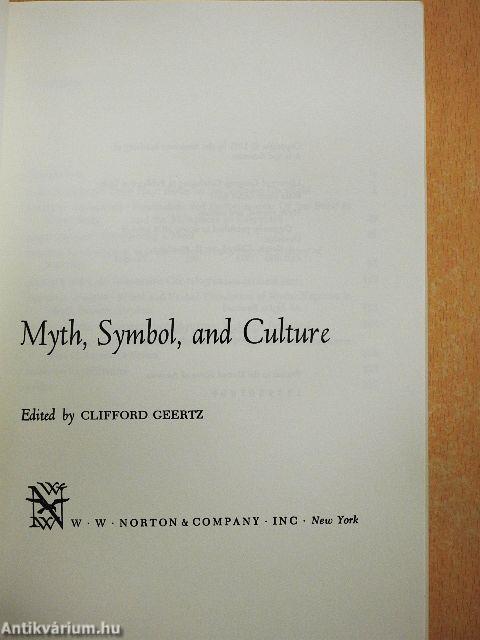 Myth, Symbol, and Culture
Edited by CLIFFORD GEERTZ
W · W · NORTON & COMPANY · INC · New York
Antikvárium.hu